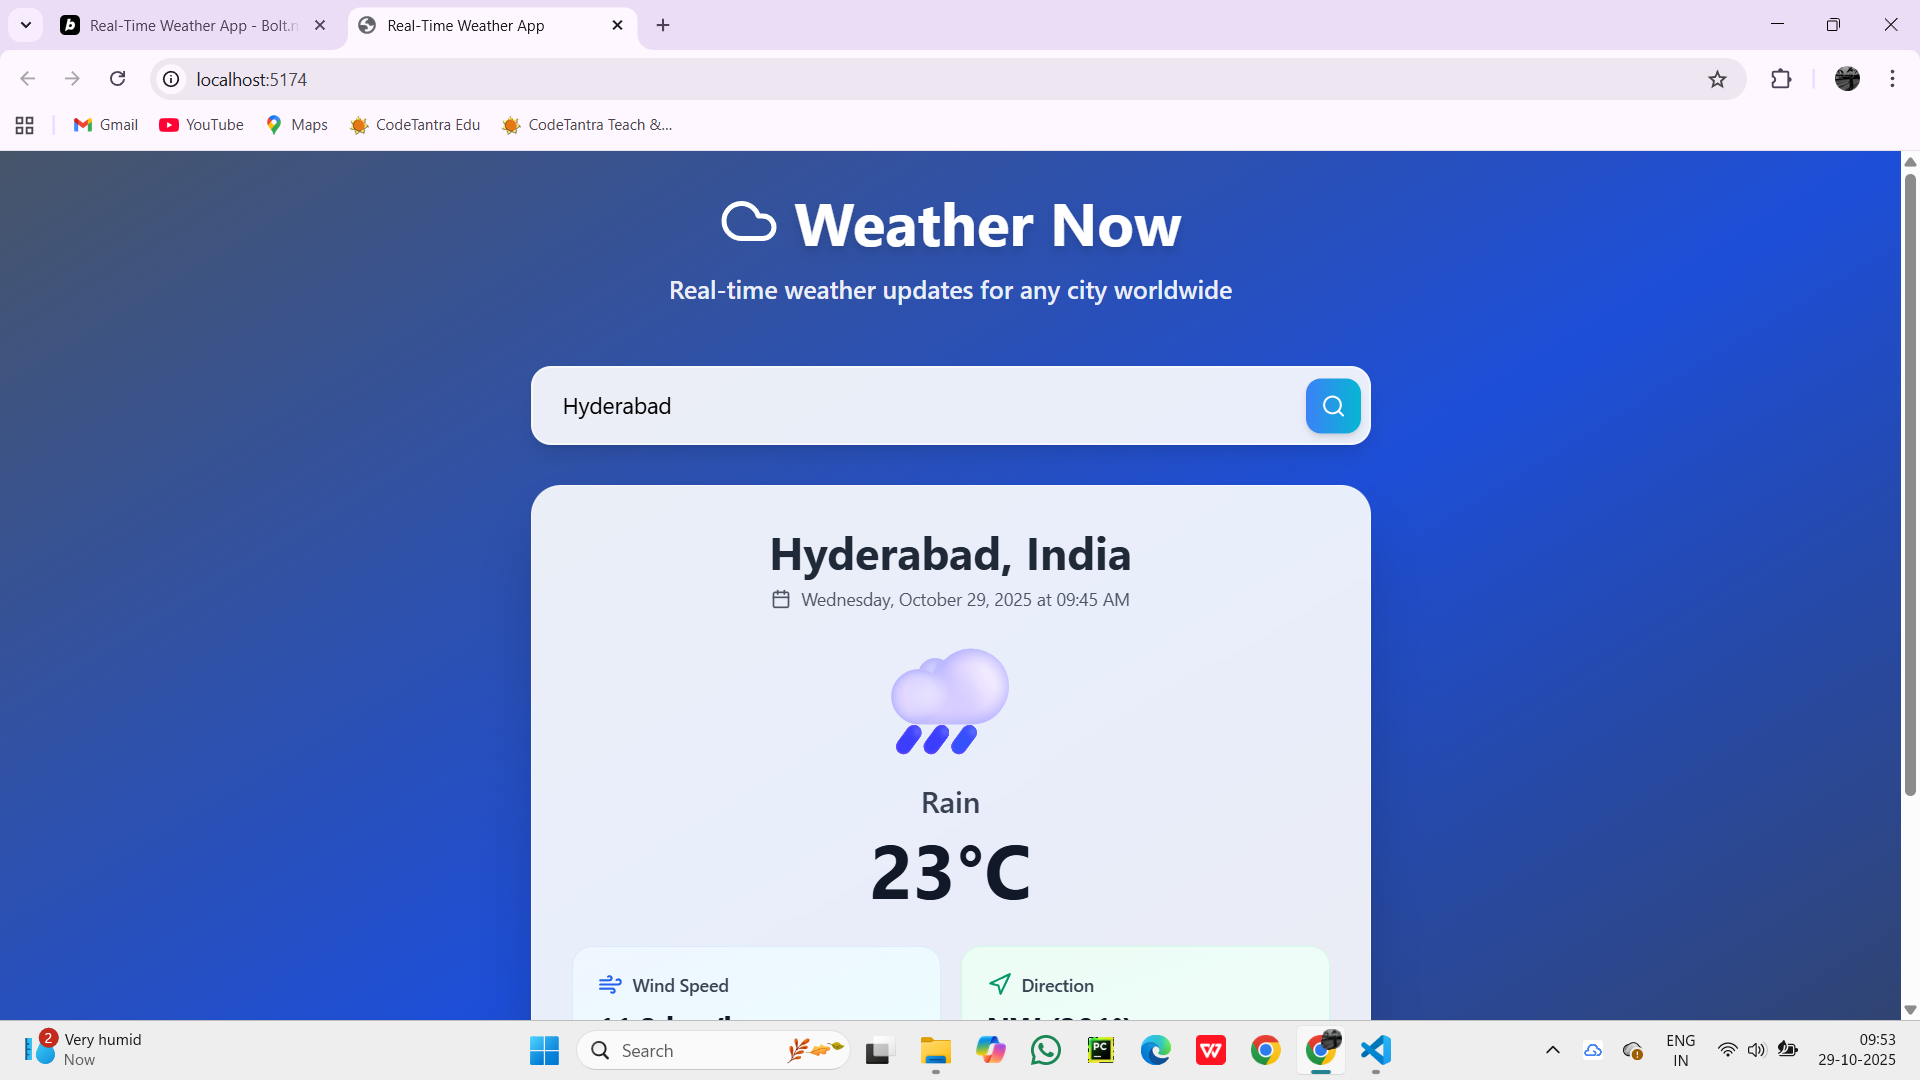 Real-Time Weather App - Bolt.n
Real-Time Weather App
localhost:5174
Gmail
YouTube
Maps
CodeTantra Edu
CodeTantra Teach &...
Weather Now
Real-time weather updates for any city worldwide
Hyderabad
Hyderabad, India
Wednesday, October 29, 2025 at 09:45 AM
Rain
23°C
Wind Speed
Direction
2
Very humid
Now
Search
PC
ENG
IN
09:53
29-10-2025